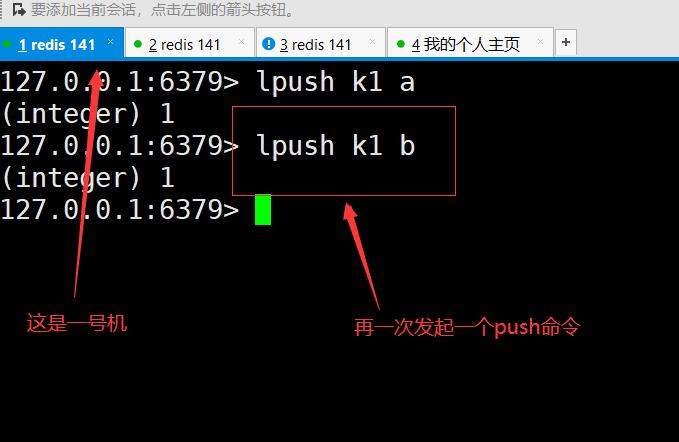 要添加当前会话，点击左侧的箭头按钮。
1 redis 141 × 2 redis 141 × 3 redis 141 × 4 我的个人主页 × +
127.0.0.1:6379> lpush k1 a
(integer) 1
127.0.0.1:6379> lpush k1 b
(integer) 1
127.0.0.1:6379>
这是一号机
再一次发起一个push命令